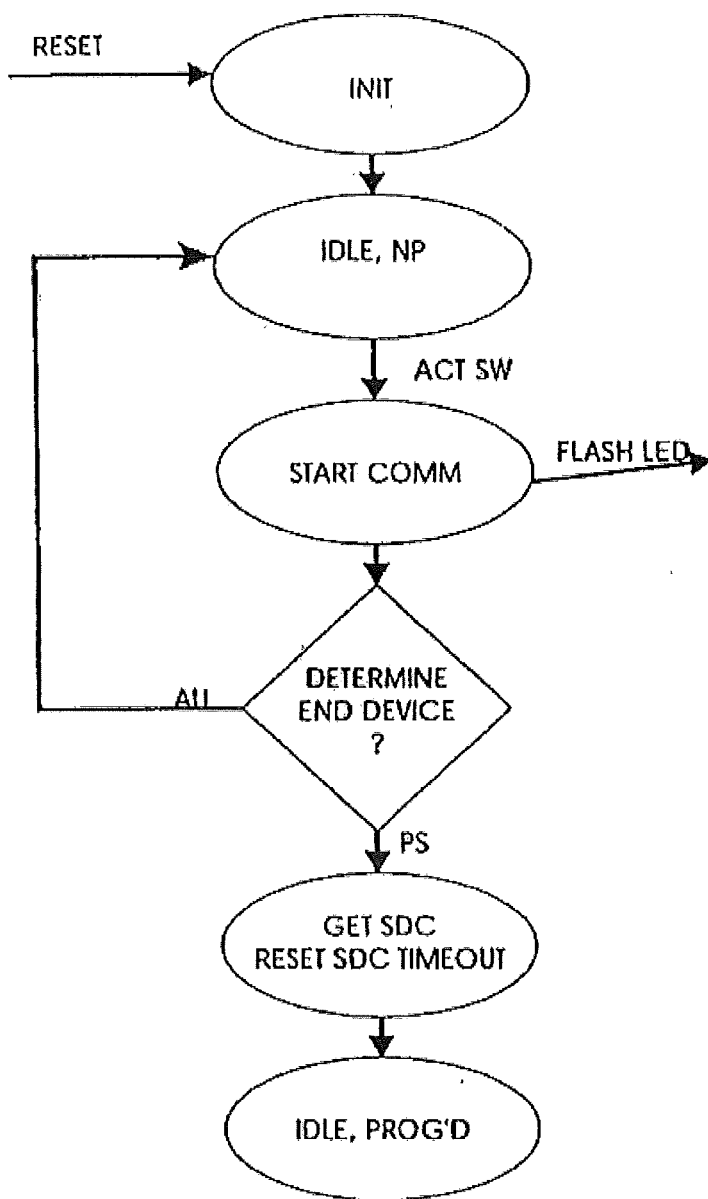 RESET
INIT
IDLE, NP
ACT SW
START COMM
FLASH LED
DETERMINE
END DEVICE
?
AU
PS
GET SDC
RESET SDC TIMEOUT
IDLE, PROG'D